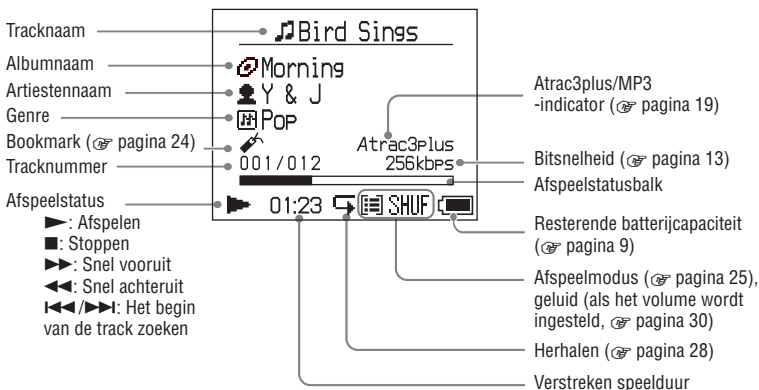 Tracknaam
Albumnaam
Artiestennaam
Genre
Bookmark (☞ pagina 24)
Tracknummer
Afspeelstatus
►: Afspelen
■: Stoppen
►►: Snel vooruit
◄◄: Snel achteruit
I◄◄/►►I: Het begin
van de track zoeken
Bird Sings
Morning
Y & J
Pop
Atrac3plus
001/012
256kbps
01:23
SHUF
Atrac3plus/MP3
-indicator (☞ pagina 19)
Bitsnelheid (☞ pagina 13)
Afspeelstatusbalk
Resterende batterijcapaciteit
(☞ pagina 9)
Afspeelmodus (☞ pagina 25),
geluid (als het volume wordt
ingesteld, ☞ pagina 30)
Herhalen (☞ pagina 28)
Verstreken speelduur